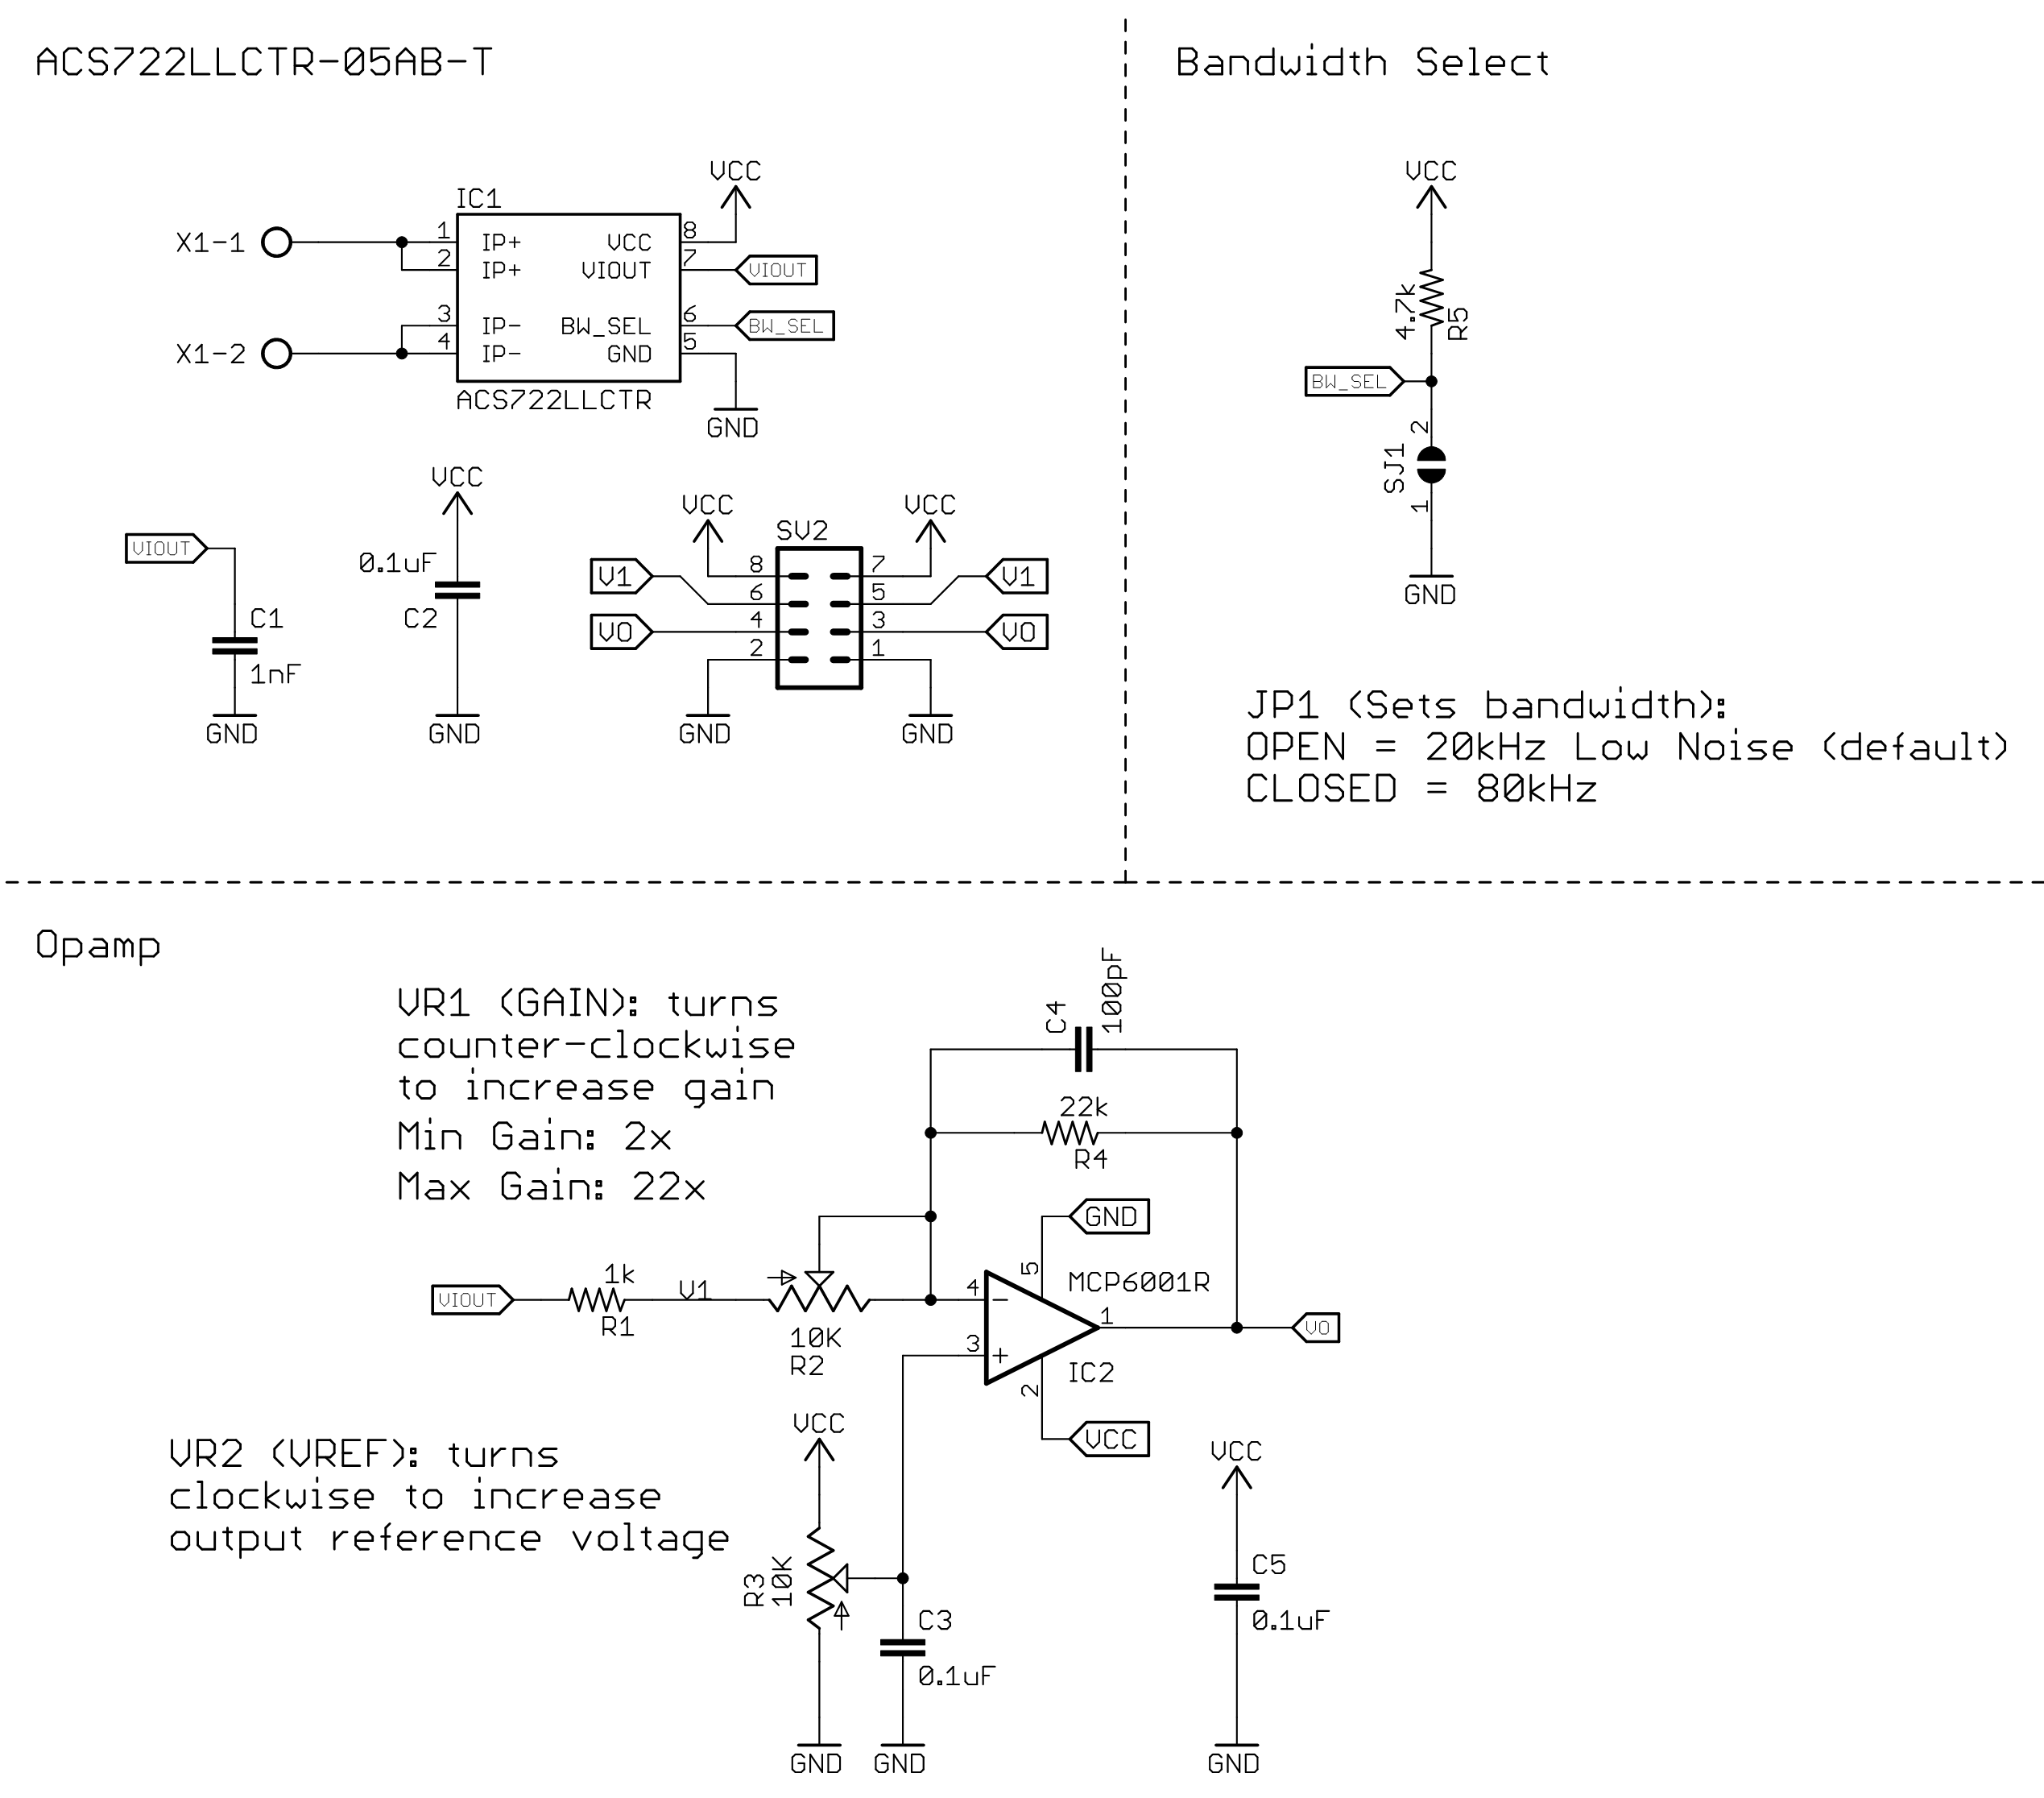 ACS722LLCTR-05AB-T
Bandwidth Select
VCC
IC1
X1-1
1
2
IP+
IP+
VCC
VIOUT
8
7
VIOUT
X1-2
3
4
IP-
IP-
BW_SEL
GND
6
5
BW_SEL
ACS722LLCTR
GND
VIOUT
C1
1nF
GND
VCC
0.1uF
C2
GND
VCC
VCC
SV2
V1
8
7
V1
6
5
VO
4
3
VO
2
1
GND
GND
VCC
4.7k
R5
BW_SEL
2
SJ1
1
GND
JP1 (Sets bandwidth):
OPEN = 20kHz Low Noise (default)
CLOSED = 80kHz
Opamp
VR1 (GAIN): turns
counter-clockwise
to increase gain
Min Gain: 2x
Max Gain: 22x
C4
100pF
22k
R4
GND
5
MCP6001R
VIOUT
1k
R1
V1
10K
R2
4
3
1
VO
IC2
2
VCC
VR2 (VREF): turns
clockwise to increase
output reference voltage
VCC
R3
10K
C3
0.1uF
GND
GND
VCC
C5
0.1uF
GND